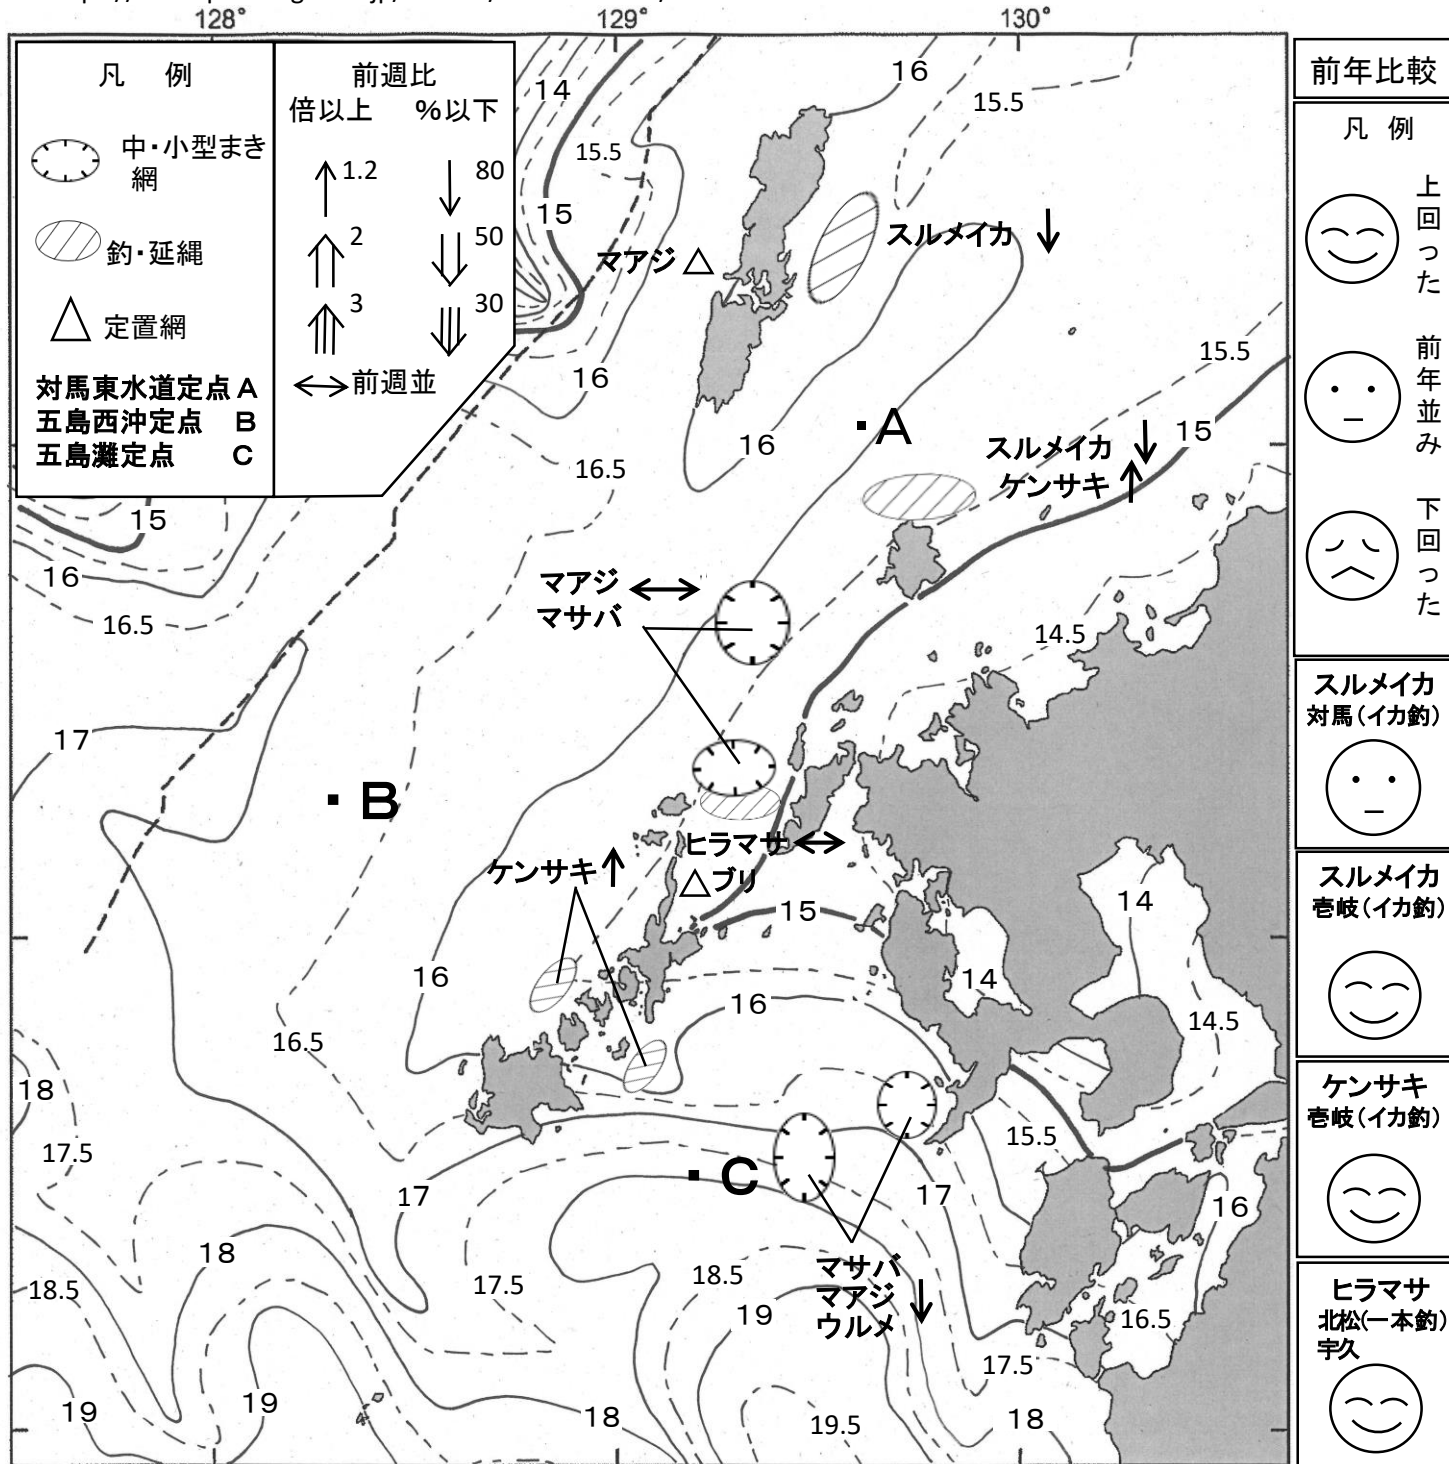 128°
129°
130°
凡 例
中・小型まき網
釣・延縄
定置網
対馬東水道定点 A
五島西沖定点 B
五島灘定点 C
前週比
倍以上 %以下
1.2 80
2 50
3 30
前週並
14
15.5
15
16
15.5
マアジ
スルメイカ
16
16
A
15.5
15
スルメイカ
ケンサキ
16.5
15
16
16.5
マアジ
マサバ
14.5
17
B
ヒラマサ
ケンサキ
ブリ
15
14
16
14
16
16.5
14.5
18
17.5
15.5
C
17
17
16
18
18.5
17.5
18.5
19
マサバ
マアジ
ウルメ
16.5
17.5
19
19
18
19.5
18
前年比較
凡 例
上回った
前年並み
下回った
スルメイカ
対馬(イカ釣)
スルメイカ
壱岐(イカ釣)
ケンサキ
壱岐(イカ釣)
ヒラマサ
北松(一本釣)
宇久